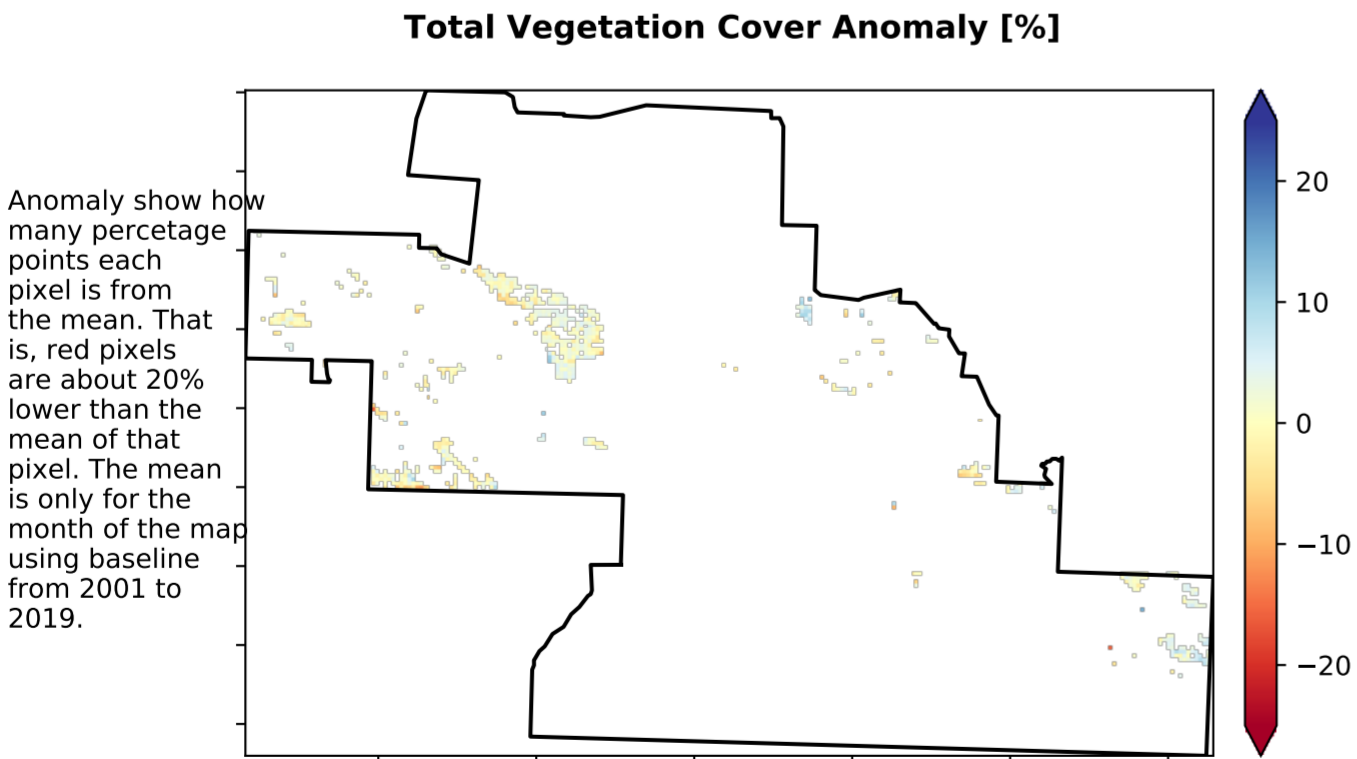 Total Vegetation Cover Anomaly [%]
Anomaly show how
many percetage
points each
pixel is from
the mean. That
is, red pixels
are about 20%
lower than the
mean of that
pixel. The mean
is only for the
month of the map
using baseline
from 2001 to
2019.
20
10
0
−10
−20